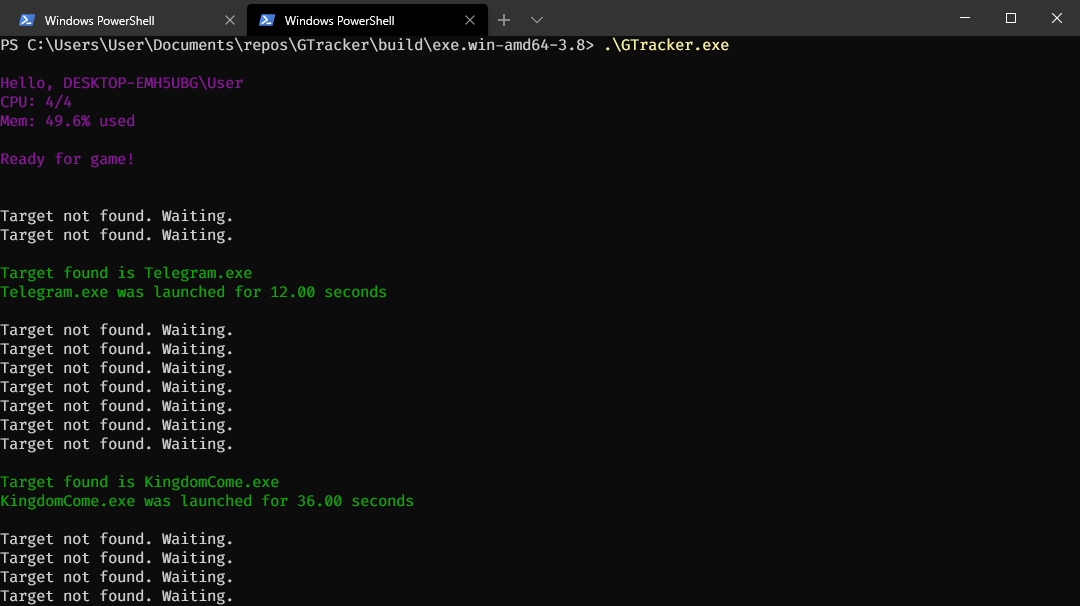 Windows PowerShell
Windows PowerShell
PS C:\Users\User\Documents\repos\GTracker\build\exe.win-amd64-3.8> .\GTracker.exe
Hello, DESKTOP-EMH5UBG\User
CPU: 4/4
Mem: 49.6% used
Ready for game!
Target not found. Waiting.
Target not found. Waiting.
Target found is Telegram.exe
Telegram.exe was launched for 12.00 seconds
Target not found. Waiting.
Target not found. Waiting.
Target not found. Waiting.
Target not found. Waiting.
Target not found. Waiting.
Target not found. Waiting.
Target not found. Waiting.
Target found is KingdomCome.exe
KingdomCome.exe was launched for 36.00 seconds
Target not found. Waiting.
Target not found. Waiting.
Target not found. Waiting.
Target not found. Waiting.